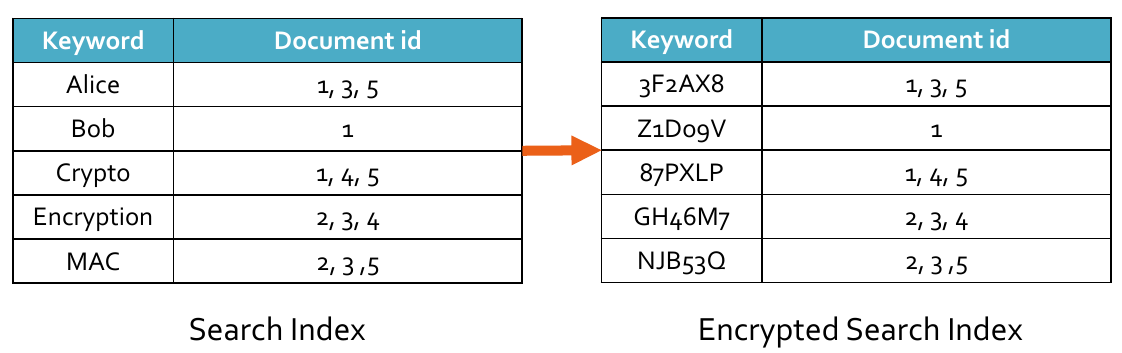 Keyword Document id
Alice 1, 3, 5
Bob 1
Crypto 1, 4, 5
Encryption 2, 3, 4
MAC 2, 3 ,5
Search Index
Keyword Document id
3F2AX8 1, 3, 5
Z1D09V 1
87PXLP 1, 4, 5
GH46M7 2, 3, 4
NJB53Q 2, 3 ,5
Encrypted Search Index